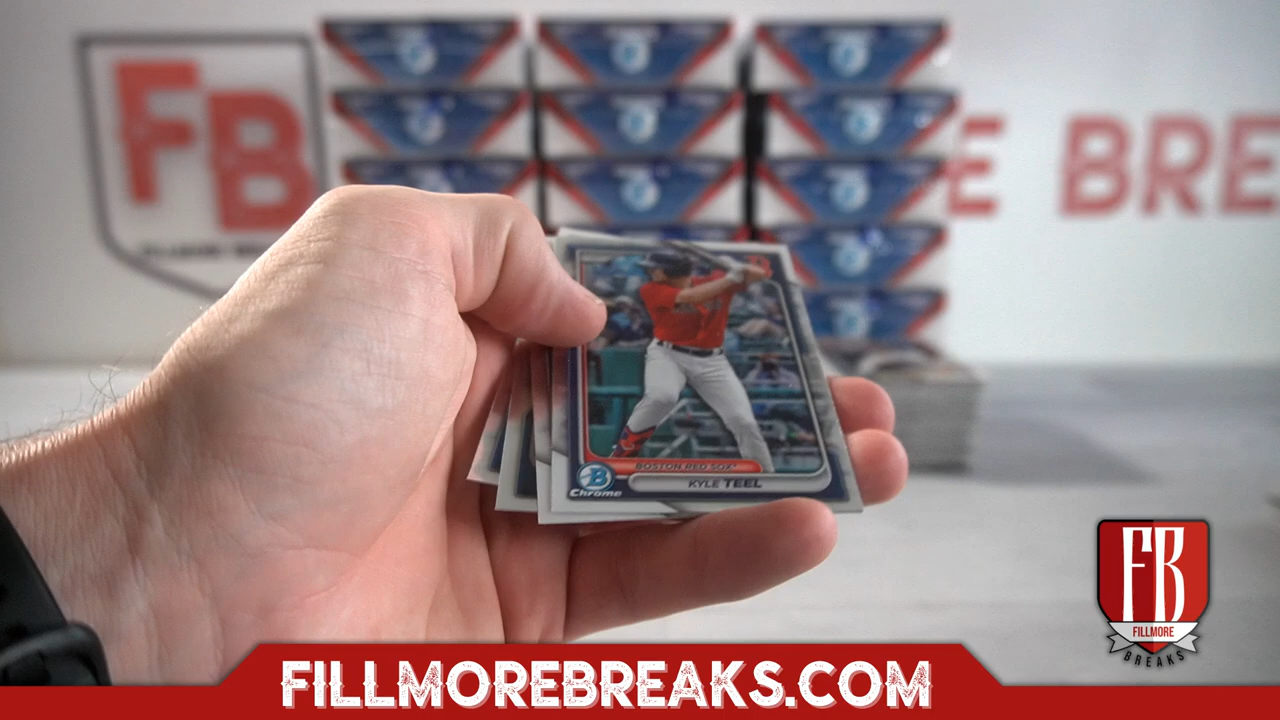 FB
E BRE
B
BOSTON RED SOX
KYLE TEEL
B
Chrome
FB
FILLMORE
BREAKS
FILLMOREBREAKS.COM